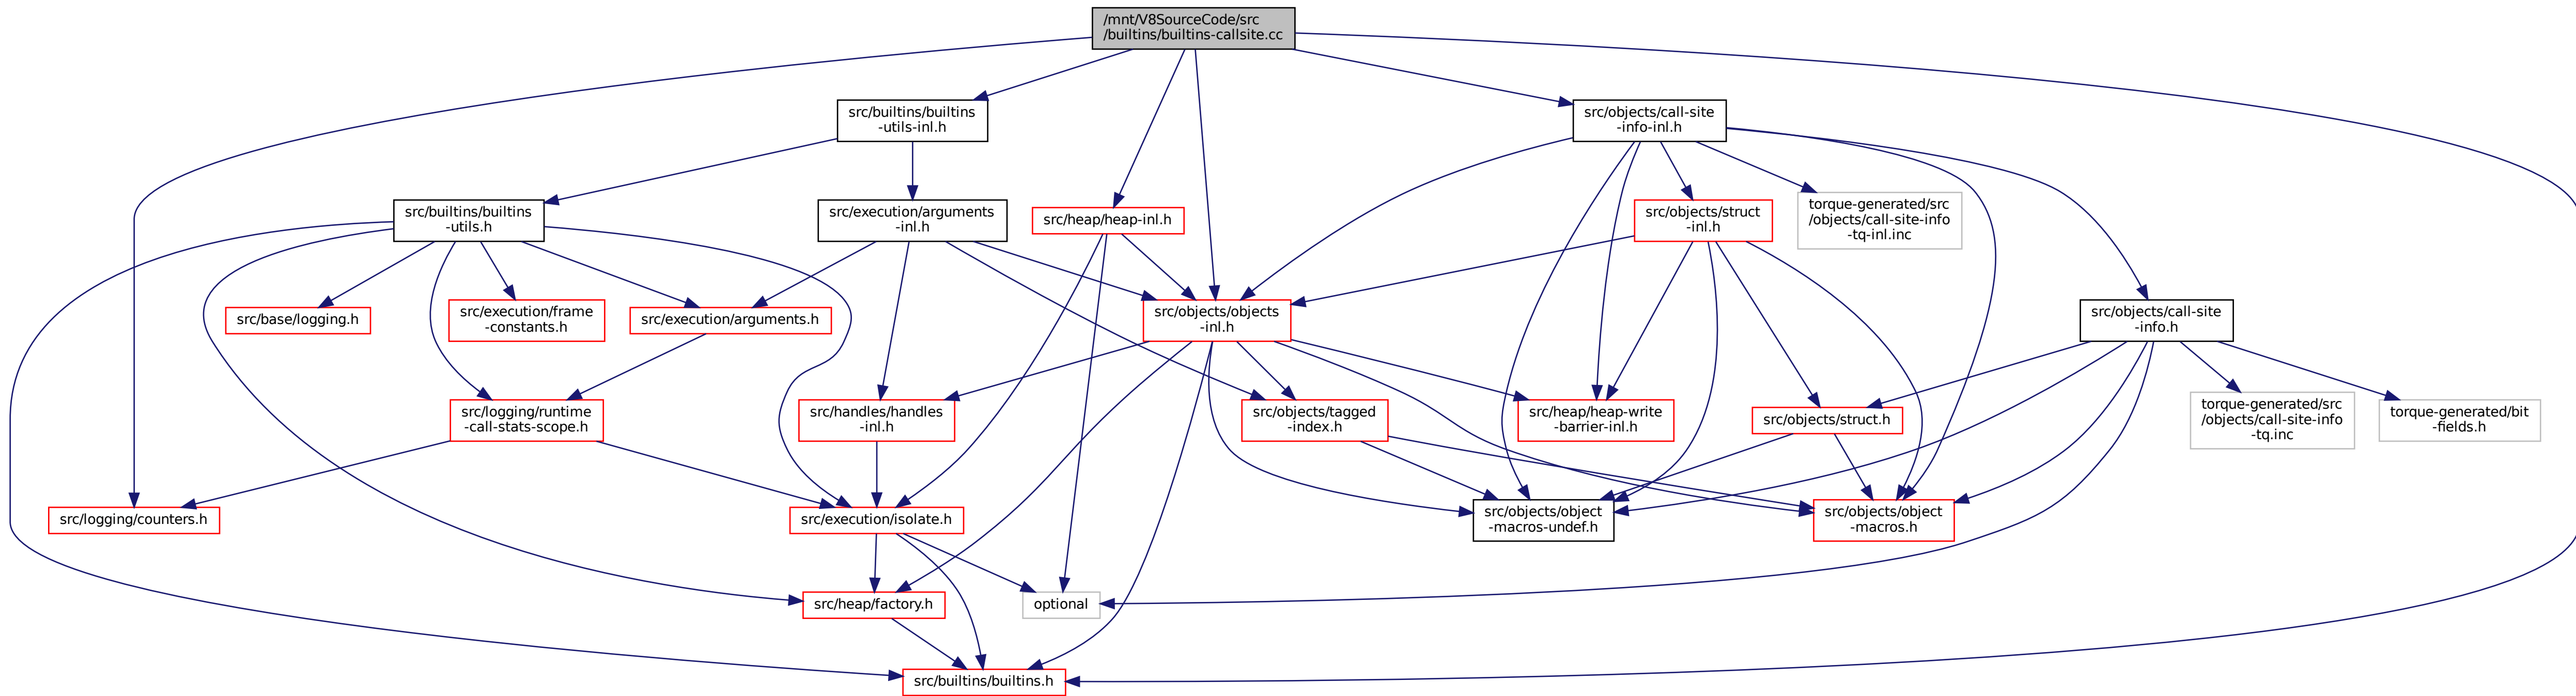 /mnt/V8SourceCode/src
/builtins/builtins-callsite.cc
src/builtins/builtins
-utils-inl.h
src/objects/call-site
-info-inl.h
src/builtins/builtins
-utils.h
src/execution/arguments
-inl.h
src/heap/heap-inl.h
src/objects/struct
-inl.h
torque-generated/src
/objects/call-site-info
-tq-inl.inc
src/base/logging.h
src/execution/frame
-constants.h
src/execution/arguments.h
src/objects/objects
-inl.h
src/objects/call-site
-info.h
src/logging/runtime
-call-stats-scope.h
src/handles/handles
-inl.h
src/objects/tagged
-index.h
src/heap/heap-write
-barrier-inl.h
src/objects/struct.h
torque-generated/src
/objects/call-site-info
-tq.inc
torque-generated/bit
-fields.h
src/logging/counters.h
src/execution/isolate.h
src/objects/object
-macros-undef.h
src/objects/object
-macros.h
src/heap/factory.h
optional
src/builtins/builtins.h